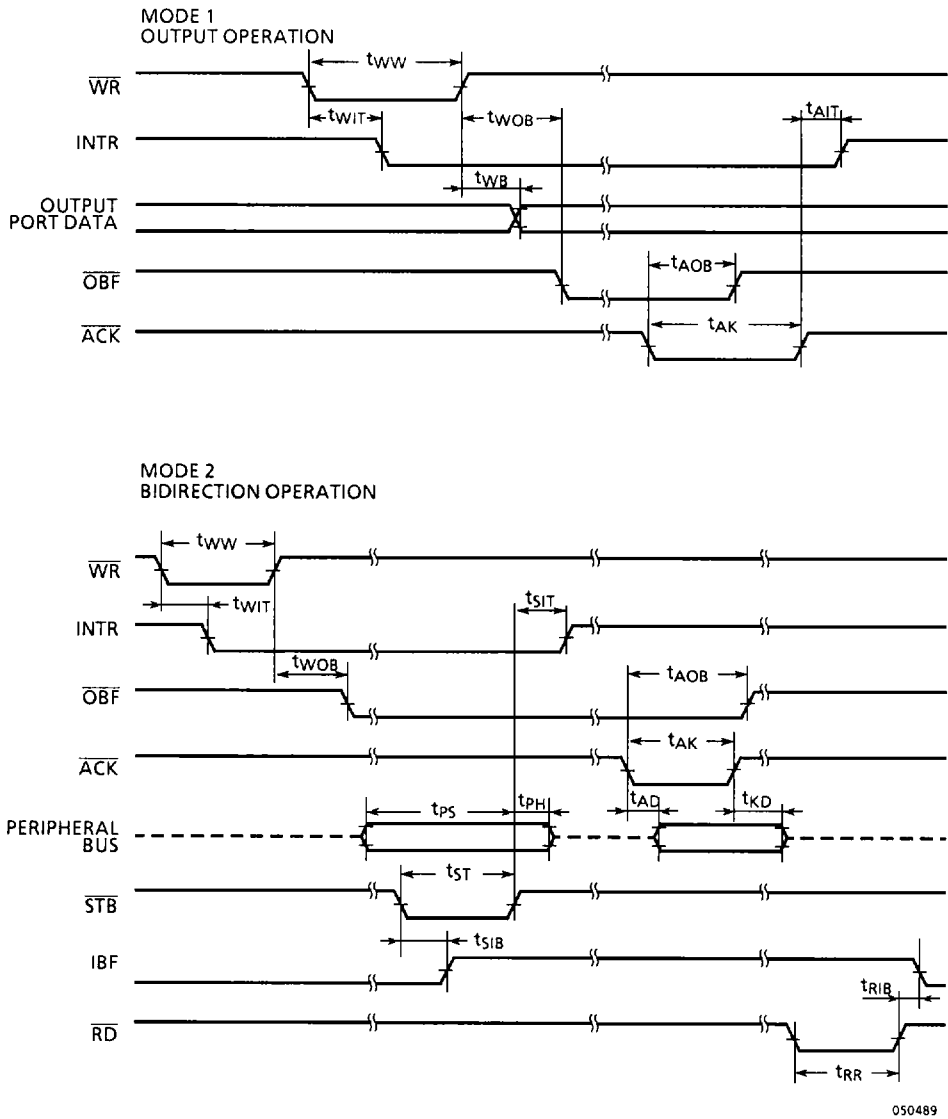 MODE 1
OUTPUT OPERATION
WR
tWW
INTR
tWIT
tWOB
tAIT
OUTPUT
PORT DATA
tWB
OBF
tAOB
ACK
tAK
MODE 2
BIDIRECTION OPERATION
WR
tWW
INTR
tWIT
tSIT
OBF
tWOB
tAOB
ACK
tAK
PERIPHERAL
BUS
tPS
tPH
tAD
tKD
STB
tST
IBF
tSIB
tRIB
RD
tRR
050489